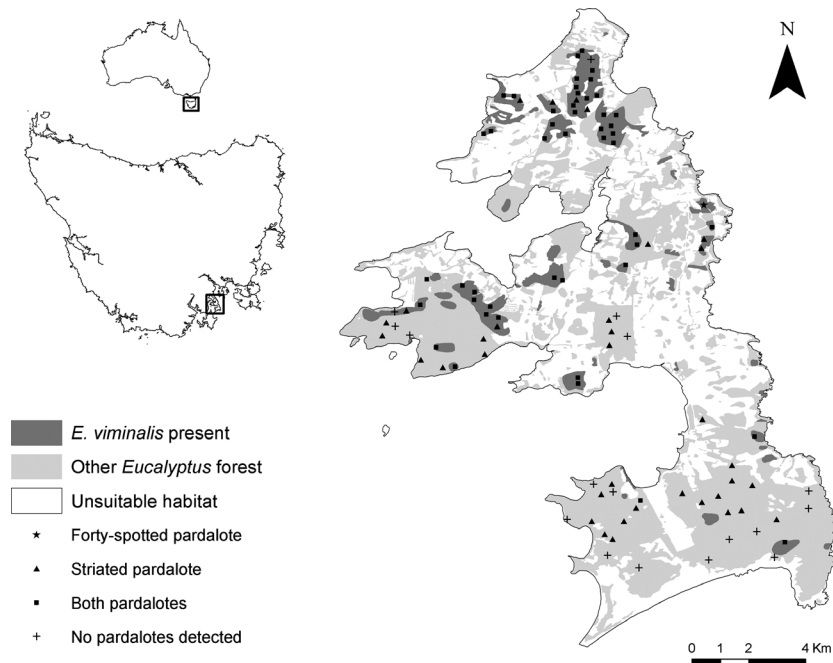 N
E. viminalis present
Other Eucalyptus forest
Unsuitable habitat
Forty-spotted pardalote
Striated pardalote
Both pardalotes
No pardalotes detected
0 1 2 4 Km